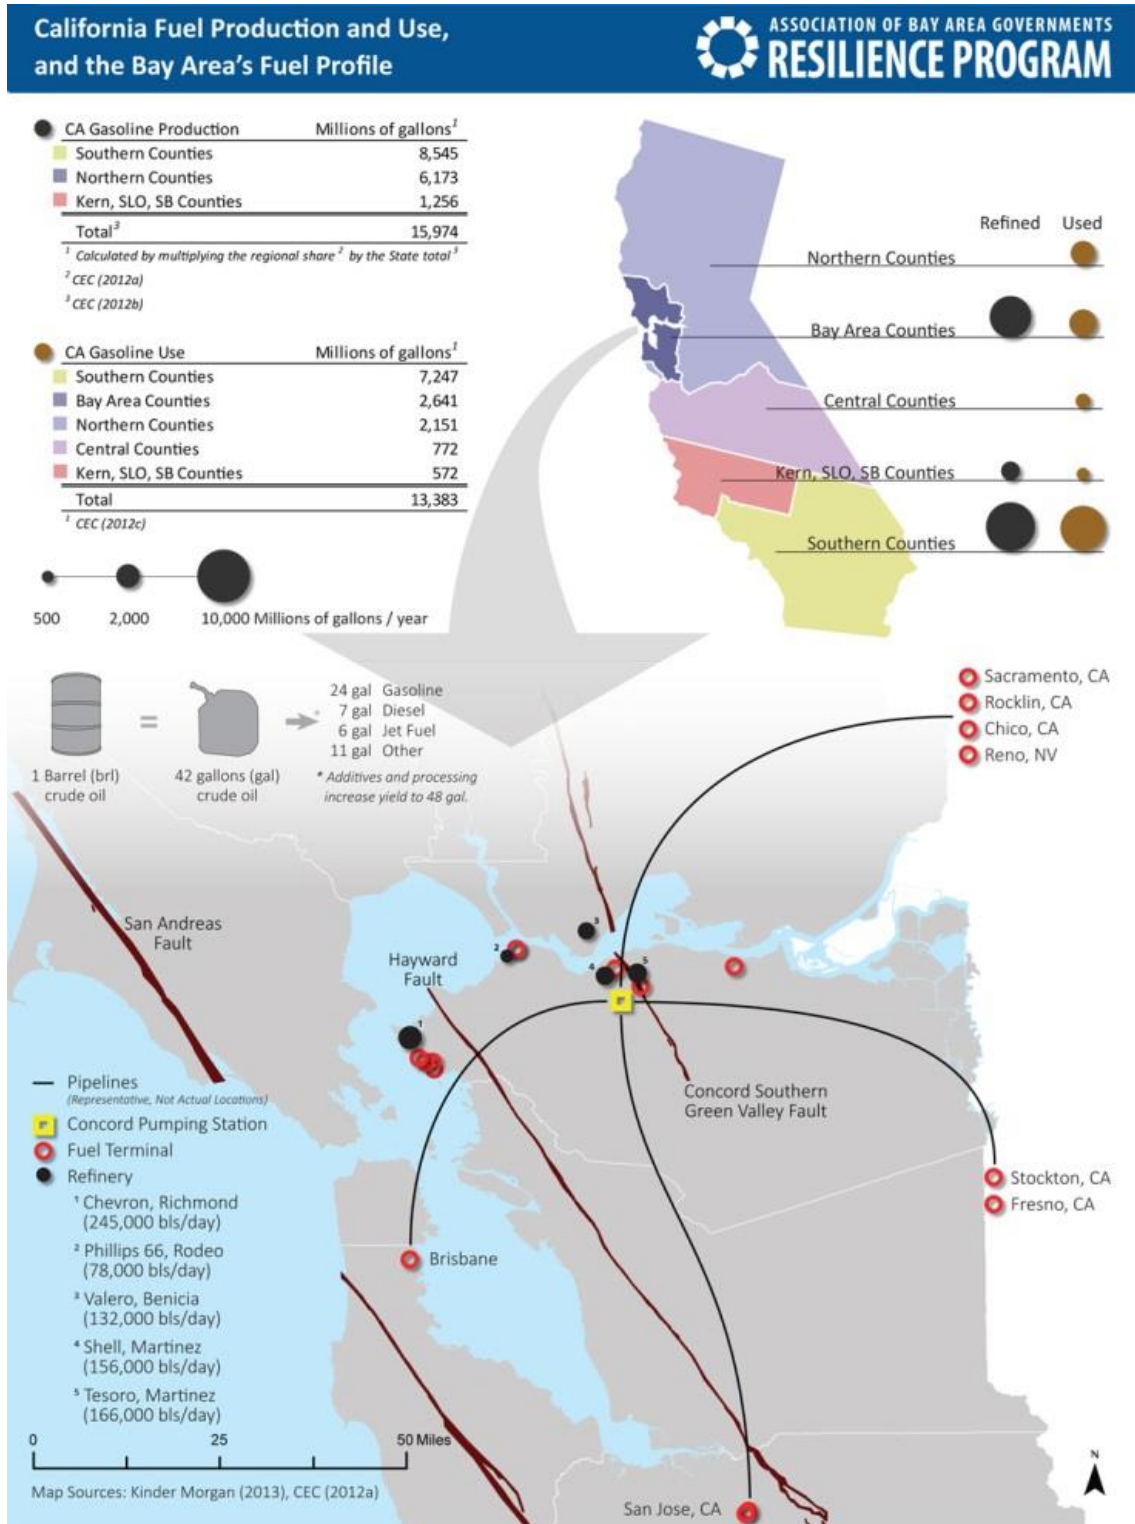 California Fuel Production and Use,
and the Bay Area's Fuel Profile
ASSOCIATION OF BAY AREA GOVERNMENTS
RESILIENCE PROGRAM
CA Gasoline Production Millions of gallons¹
Southern Counties 8,545
Northern Counties 6,173
Kern, SLO, SB Counties 1,256
Total³ 15,974
¹ Calculated by multiplying the regional share ² by the State total ³
² CEC (2012a)
³ CEC (2012b)
CA Gasoline Use Millions of gallons¹
Southern Counties 7,247
Bay Area Counties 2,641
Northern Counties 2,151
Central Counties 772
Kern, SLO, SB Counties 572
Total 13,383
¹ CEC (2012c)
500 2,000 10,000 Millions of gallons / year
Refined Used
Northern Counties
Bay Area Counties
Central Counties
Kern, SLO, SB Counties
Southern Counties
1 Barrel (brl)
crude oil
=
42 gallons (gal)
crude oil
*
24 gal Gasoline
7 gal Diesel
6 gal Jet Fuel
11 gal Other
* Additives and processing
increase yield to 48 gal.
Sacramento, CA
Rocklin, CA
Chico, CA
Reno, NV
San Andreas
Fault
Hayward
Fault
3
2
4
5
1
Concord Southern
Green Valley Fault
Stockton, CA
Fresno, CA
Brisbane
San Jose, CA
Pipelines
(Representative, Not Actual Locations)
Concord Pumping Station
Fuel Terminal
Refinery
¹ Chevron, Richmond
(245,000 bls/day)
² Phillips 66, Rodeo
(78,000 bls/day)
³ Valero, Benicia
(132,000 bls/day)
⁴ Shell, Martinez
(156,000 bls/day)
⁵ Tesoro, Martinez
(166,000 bls/day)
0 25 50 Miles
Map Sources: Kinder Morgan (2013), CEC (2012a)
N